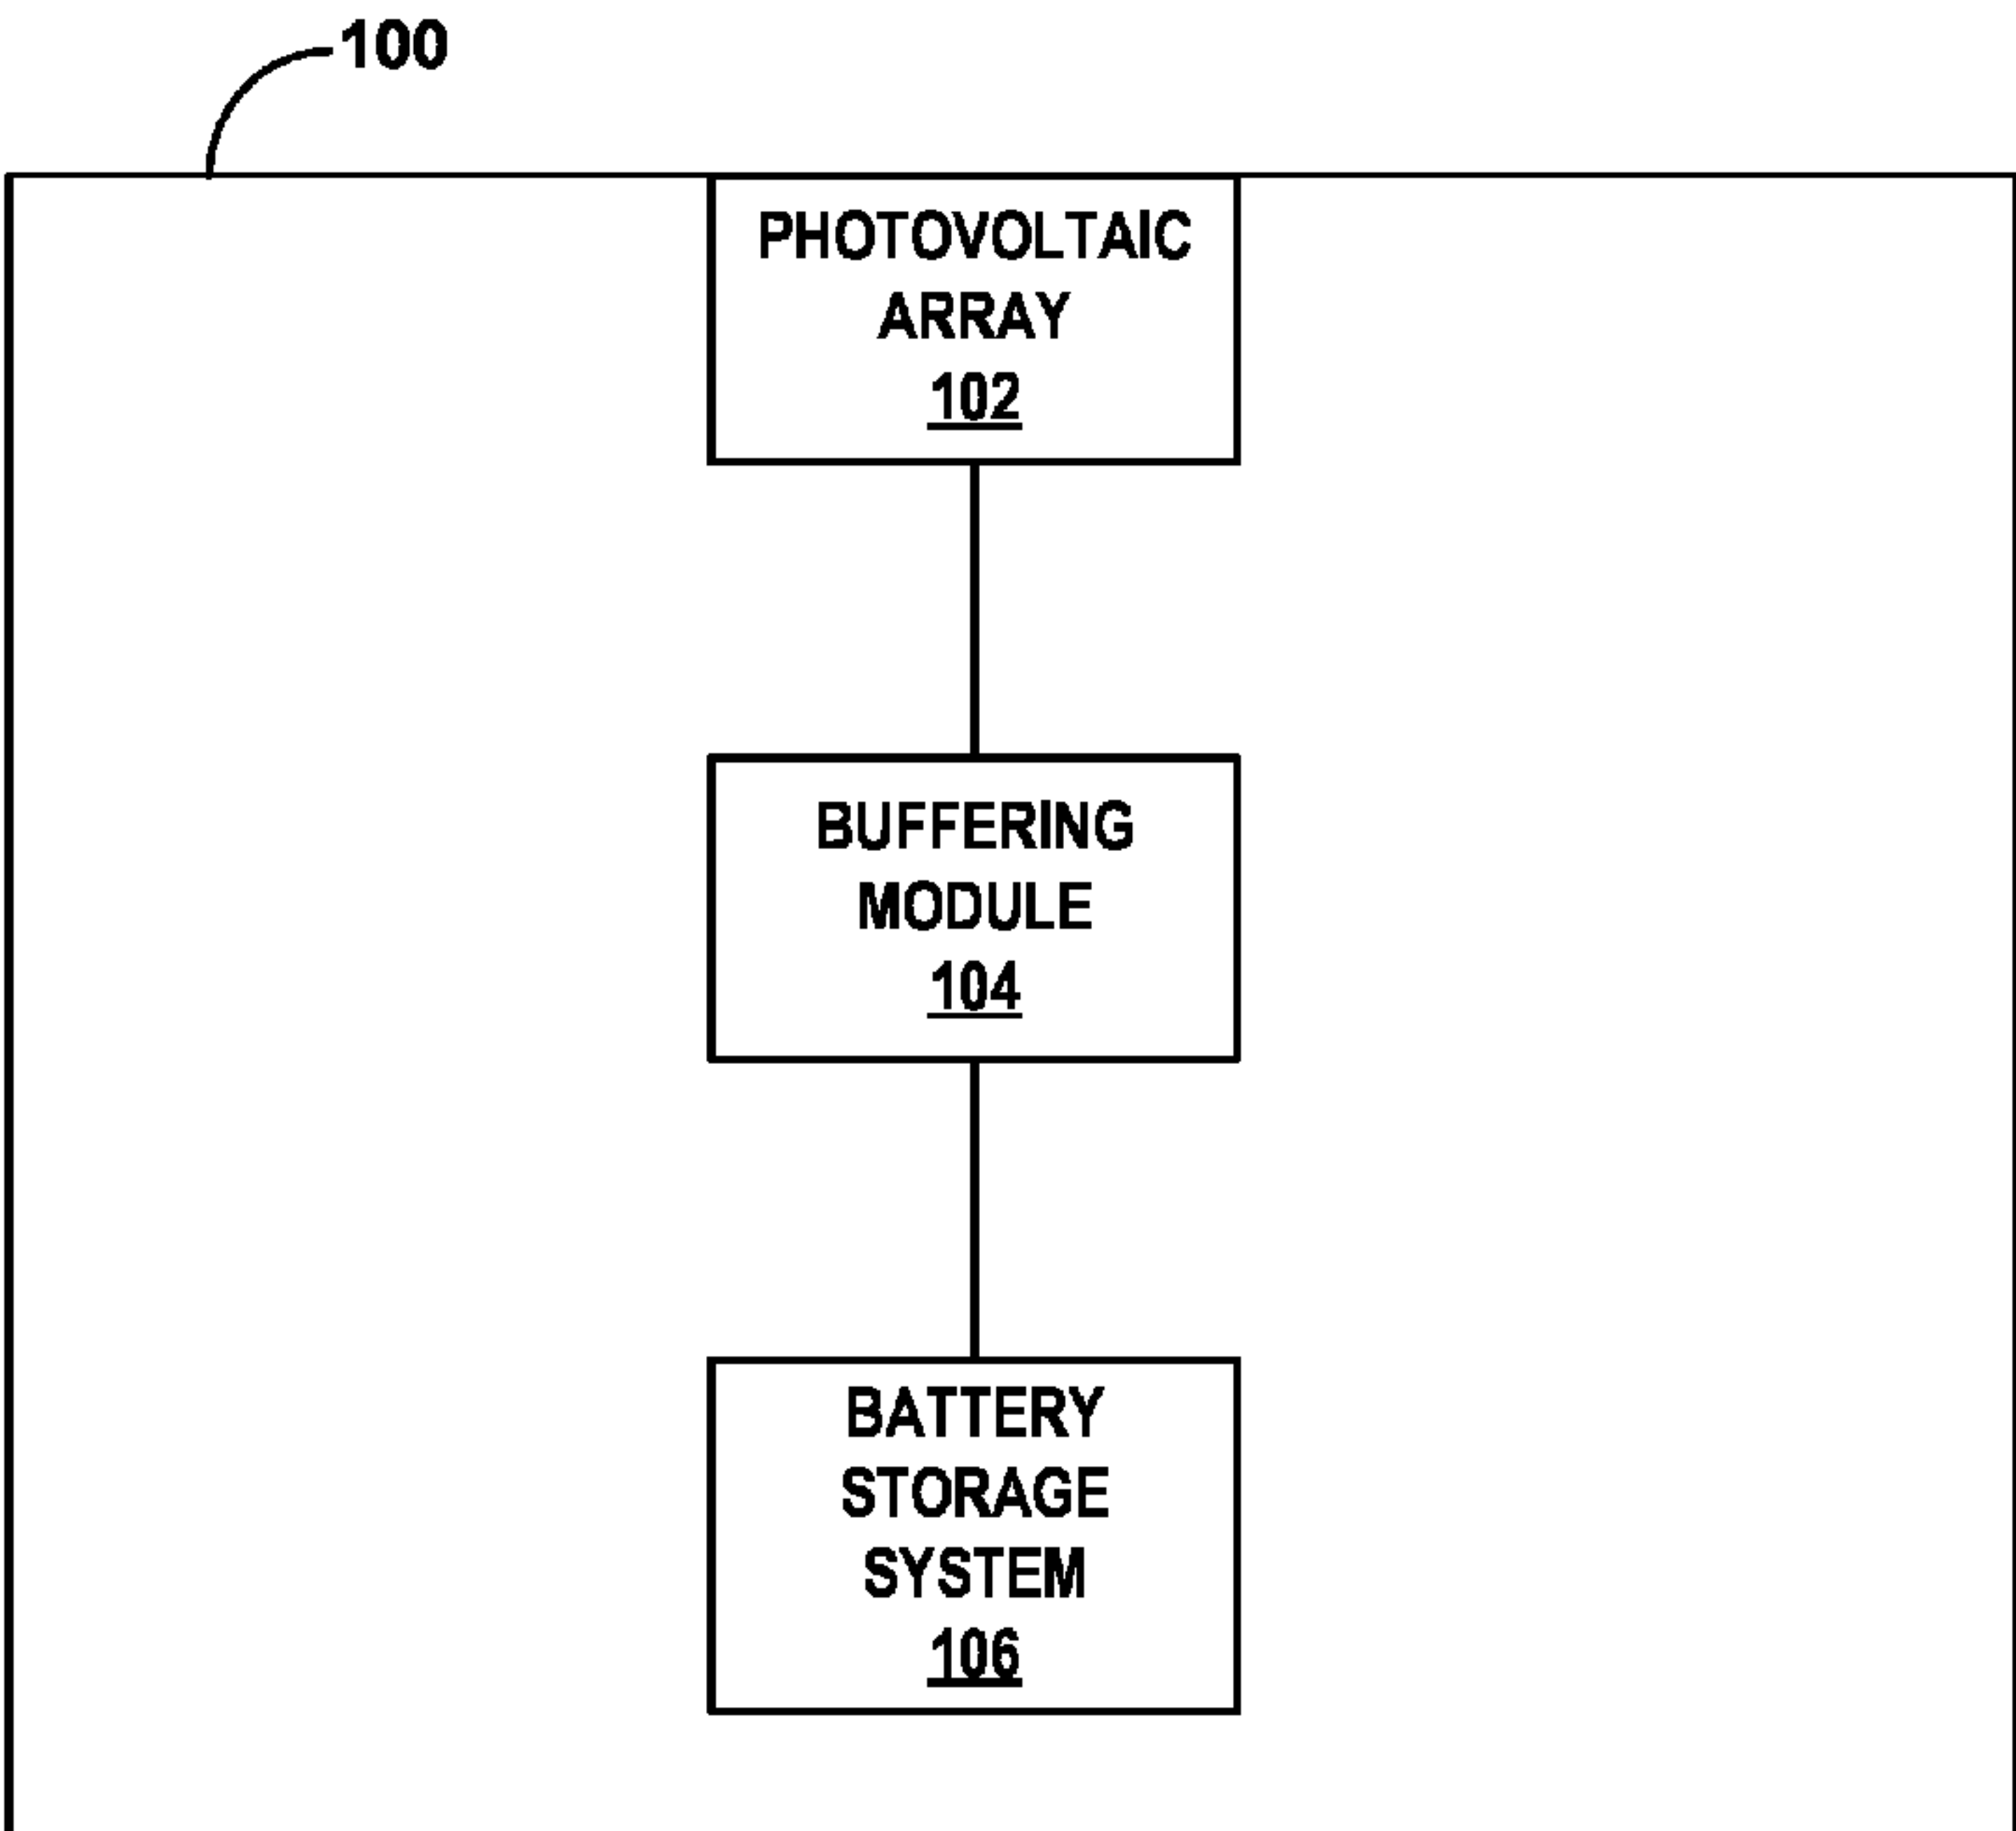 100
PHOTOVOLTAIC
ARRAY
102
BUFFERING
MODULE
104
BATTERY
STORAGE
SYSTEM
106